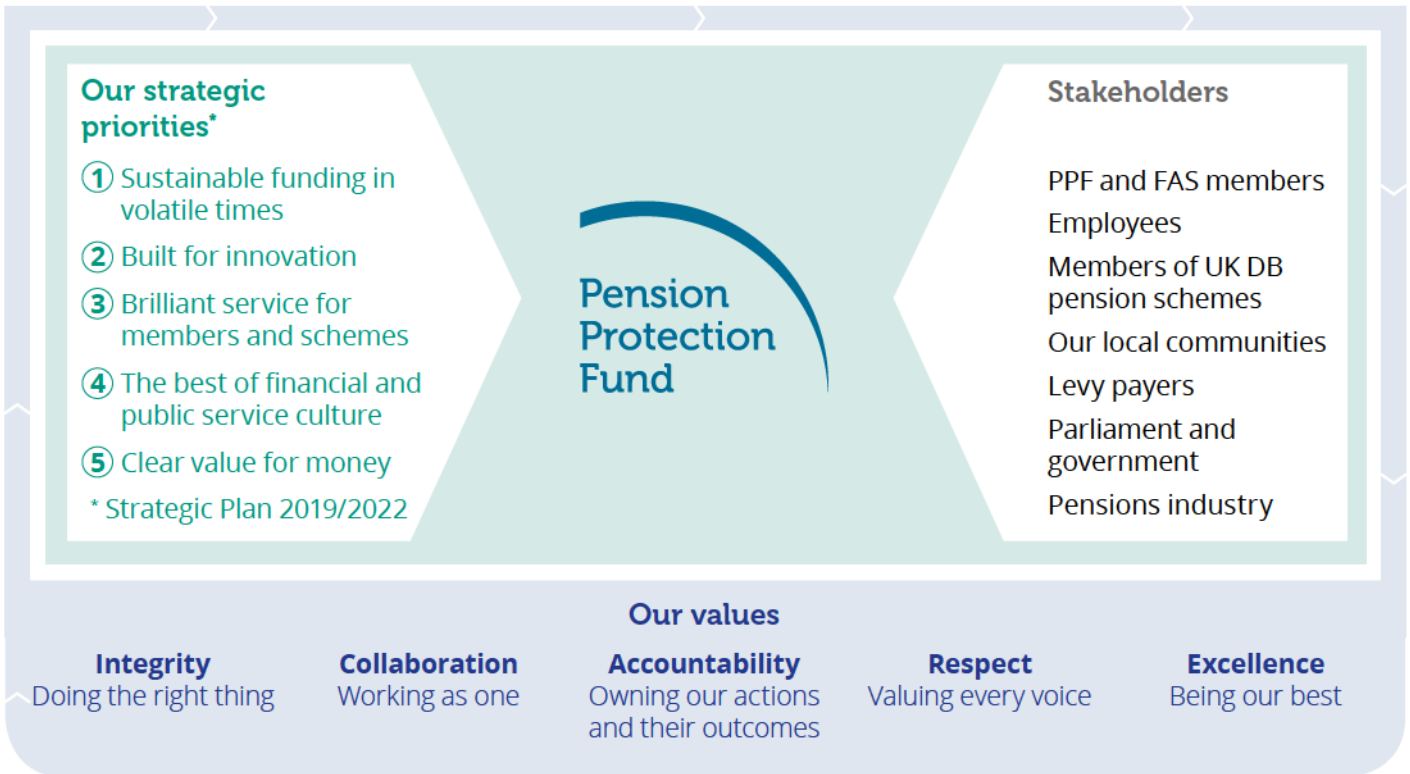 Our strategic
priorities*
1 Sustainable funding in
volatile times
2 Built for innovation
3 Brilliant service for
members and schemes
4 The best of financial and
public service culture
5 Clear value for money
* Strategic Plan 2019/2022
Pension
Protection
Fund
Stakeholders
PPF and FAS members
Employees
Members of UK DB
pension schemes
Our local communities
Levy payers
Parliament and
government
Pensions industry
Our values
Integrity
Doing the right thing
Collaboration
Working as one
Accountability
Owning our actions
and their outcomes
Respect
Valuing every voice
Excellence
Being our best